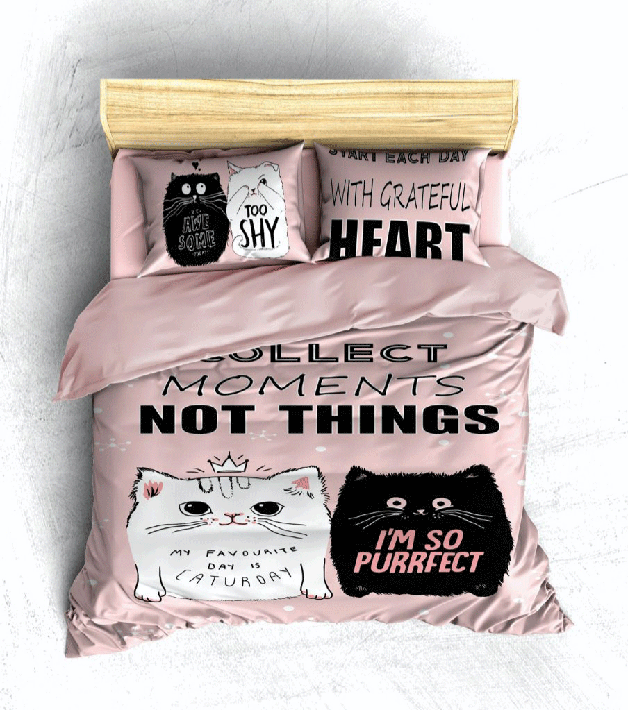 AWE
SOME
TOO
SHY
START EACH DAY
WITH GRATEFUL
HEART
COLLECT
MOMENTS
NOT THINGS
MY FAVOURITE
DAY IS
CATURDAY
I'M SO
PURRFECT